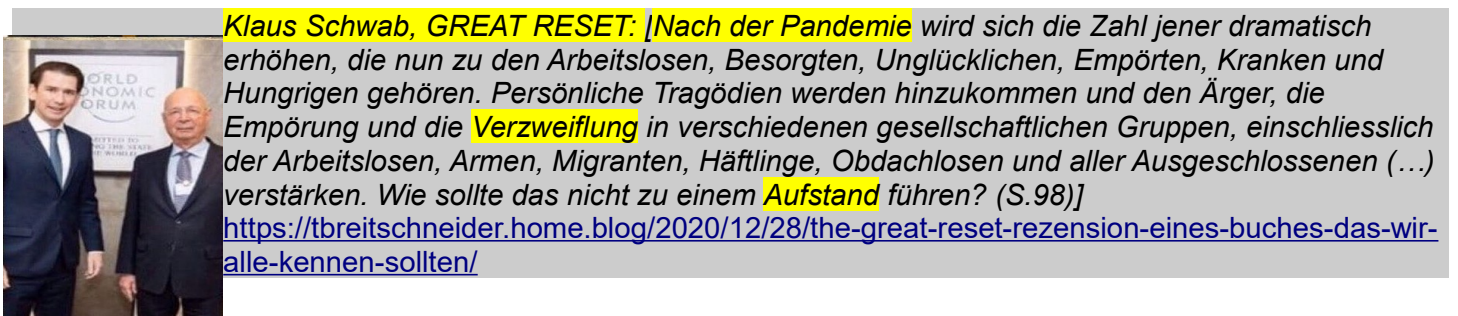 Klaus Schwab, GREAT RESET: [Nach der Pandemie wird sich die Zahl jener dramatisch
erhöhen, die nun zu den Arbeitslosen, Besorgten, Unglücklichen, Empörten, Kranken und
Hungrigen gehören. Persönliche Tragödien werden hinzukommen und den Ärger, die
Empörung und die Verzweiflung in verschiedenen gesellschaftlichen Gruppen, einschliesslich
der Arbeitslosen, Armen, Migranten, Häftlinge, Obdachlosen und aller Ausgeschlossenen (…)
verstärken. Wie sollte das nicht zu einem Aufstand führen? (S.98)]
https://tbreitschneider.home.blog/2020/12/28/the-great-reset-rezension-eines-buches-das-wir-
alle-kennen-sollten/
ORLD
ONOMIC
ORUM